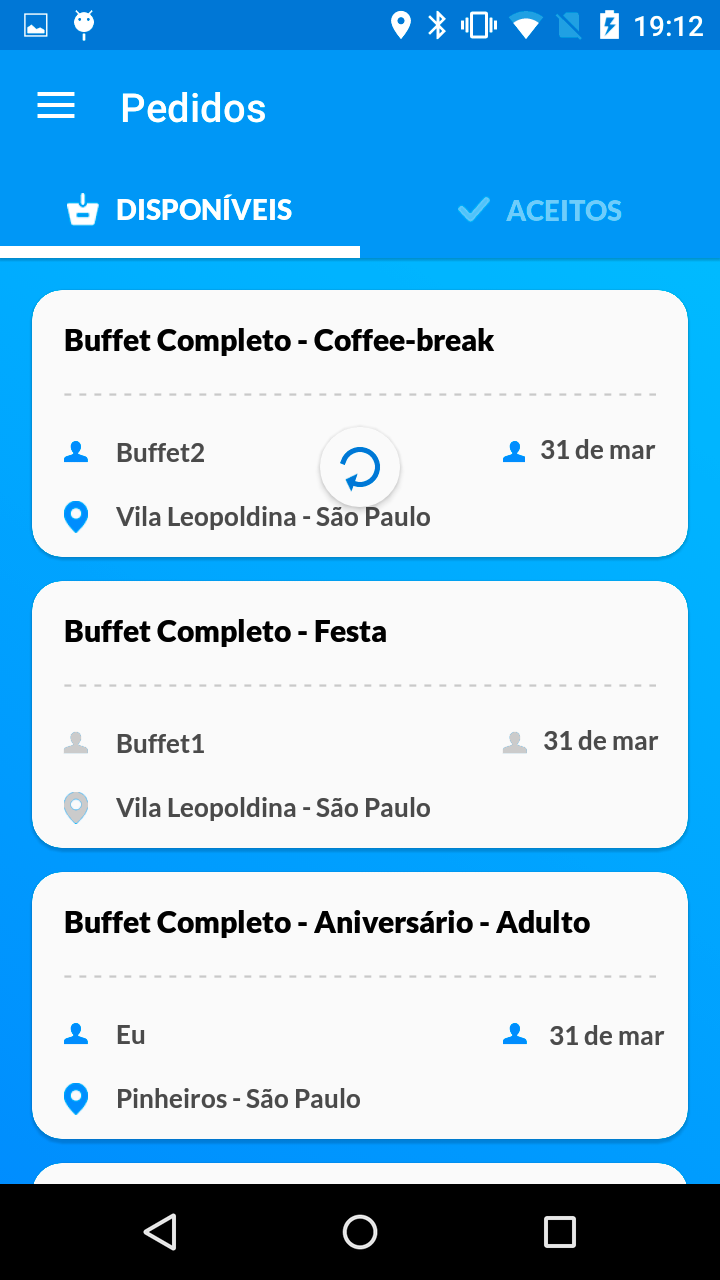 19:12
Pedidos
DISPONÍVEIS
ACEITOS
Buffet Completo - Coffee-break
Buffet2
31 de mar
Vila Leopoldina - São Paulo
Buffet Completo - Festa
Buffet1
31 de mar
Vila Leopoldina - São Paulo
Buffet Completo - Aniversário - Adulto
Eu
31 de mar
Pinheiros - São Paulo